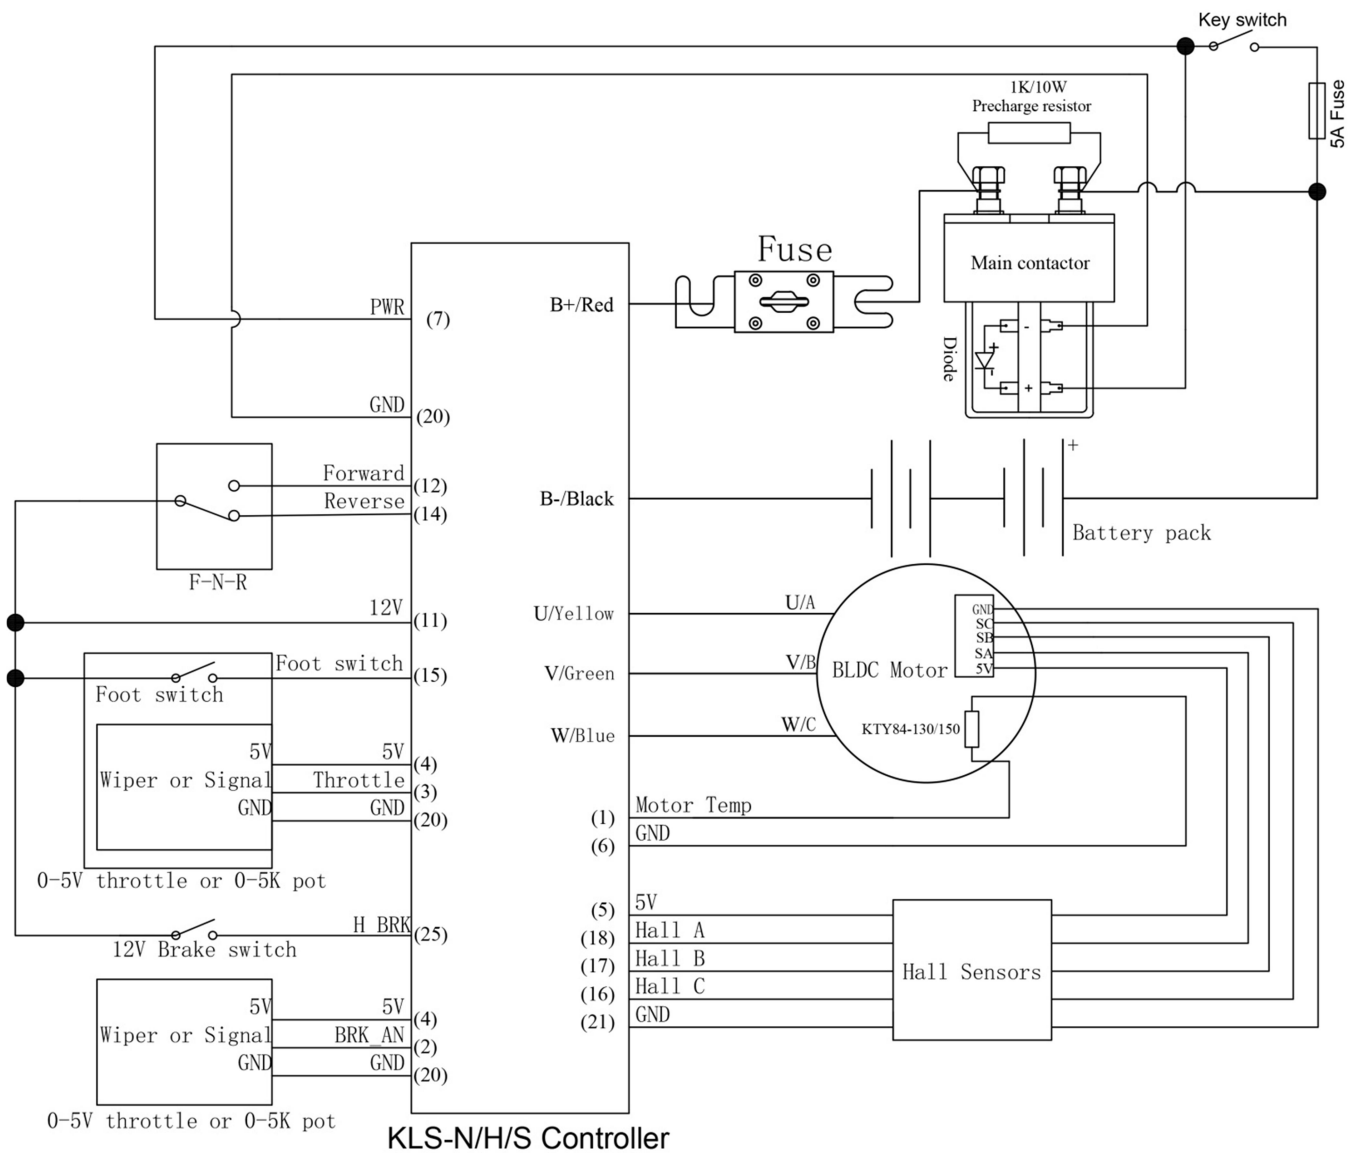 Key switch
1K/10W
Precharge resistor
5A Fuse
Fuse
Main contactor
PWR
(7)
B+/Red
-
Diode
+
-
+
GND
(20)
Forward
(12)
Reverse
(14)
F-N-R
B-/Black
+
Battery pack
12V
(11)
U/Yellow
U/A
GND
SC
SB
SA
5V
Foot switch
(15)
Foot switch
V/Green
V/B
BLDC Motor
W/Blue
W/C
KTY84-130/150
5V
5V
(4)
Wiper or Signal
Throttle
(3)
GND
GND
(20)
0-5V throttle or 0-5K pot
(1)
Motor Temp
(6)
GND
(5)
5V
(18)
Hall A
(17)
Hall B
(16)
Hall C
(21)
GND
Hall Sensors
H_BRK
(25)
12V Brake switch
5V
5V
(4)
Wiper or Signal
BRK_AN
(2)
GND
GND
(20)
0-5V throttle or 0-5K pot
KLS-N/H/S Controller